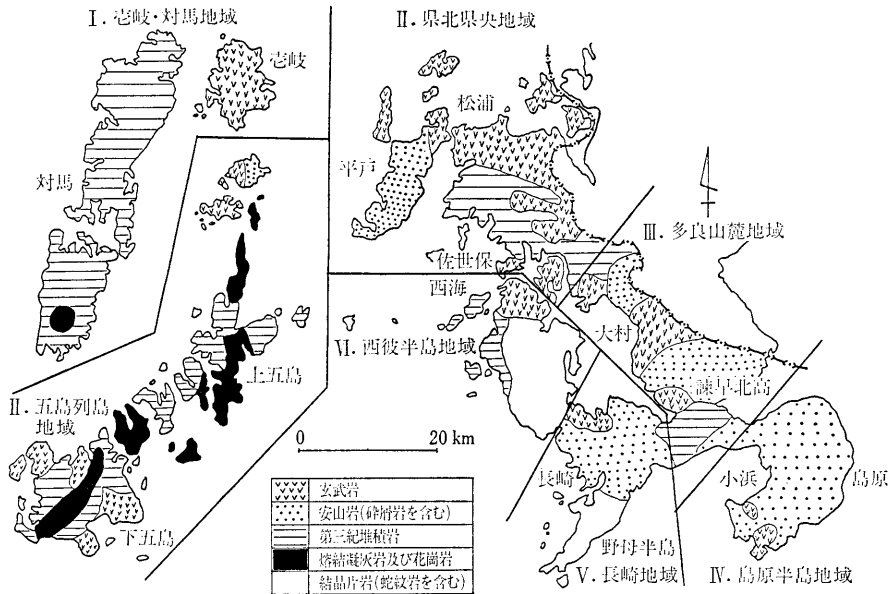 I. 壱岐・対馬地域
壱岐
対馬
II. 県北県央地域
松浦
平戸
佐世保
西海
III. 多良山麓地域
大村
諫早北高
VI. 西彼半島地域
上五島
II. 五島列島
地域
下五島
0 20 km
長崎
小浜
島原
野母半島
V. 長崎地域
IV. 島原半島地域
玄武岩
安山岩(砕屑岩を含む)
第三紀堆積岩
熔結凝灰岩及び花崗岩
結晶片岩(蛇紋岩を含む)